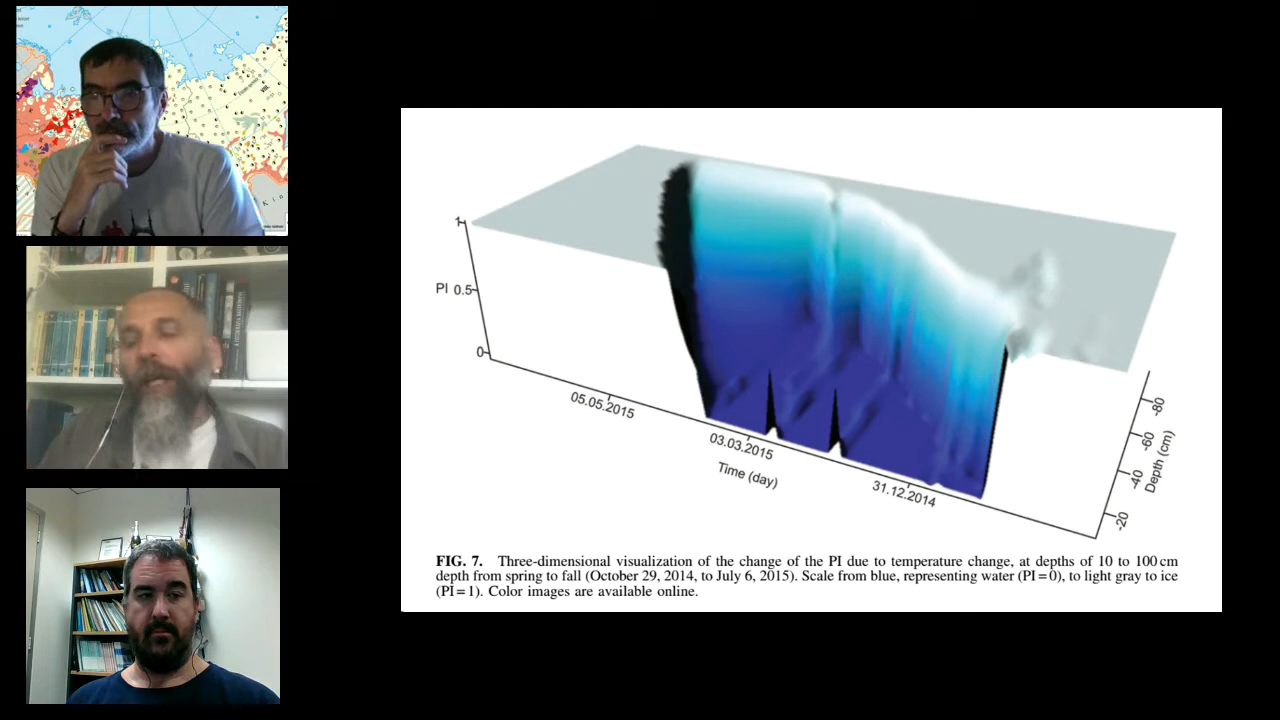 1
PI 0.5
0
05.05.2015
03.03.2015
31.12.2014
Time (day)
-80
-60
-40
-20
Depth (cm)
FIG. 7. Three-dimensional visualization of the change of the PI due to temperature change, at depths of 10 to 100 cm
depth from spring to fall (October 29, 2014, to July 6, 2015). Scale from blue, representing water (PI = 0), to light gray to ice
(PI = 1). Color images are available online.